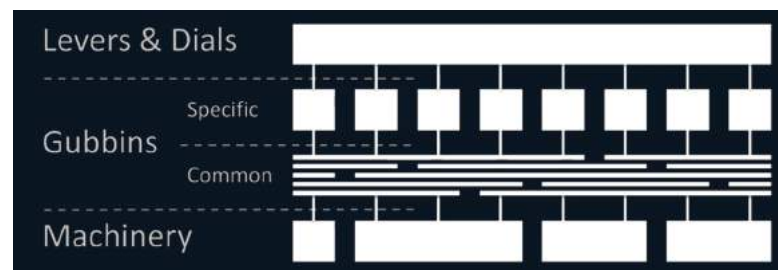 Levers & Dials
Specific
Gubbins
Common
Machinery